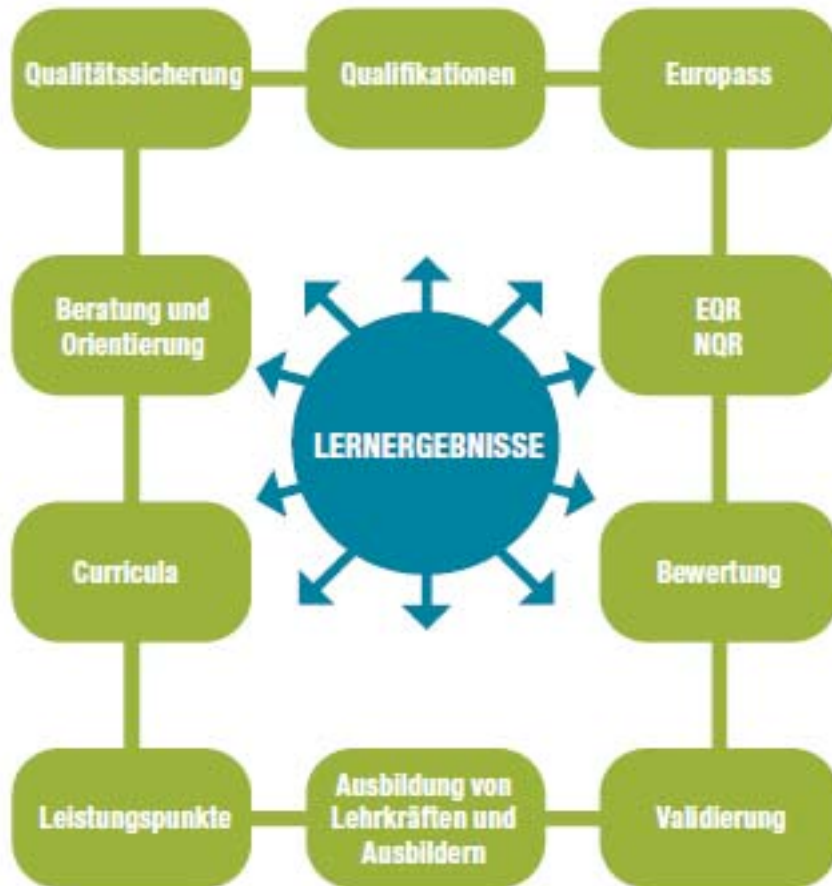 Qualitätssicherung
Qualifikationen
Europass
Beratung und
Orientierung
EQR
NQR
LERNERGEBNISSE
Curricula
Bewertung
Leistungspunkte
Ausbildung von
Lehrkräften und
Ausbildern
Validierung